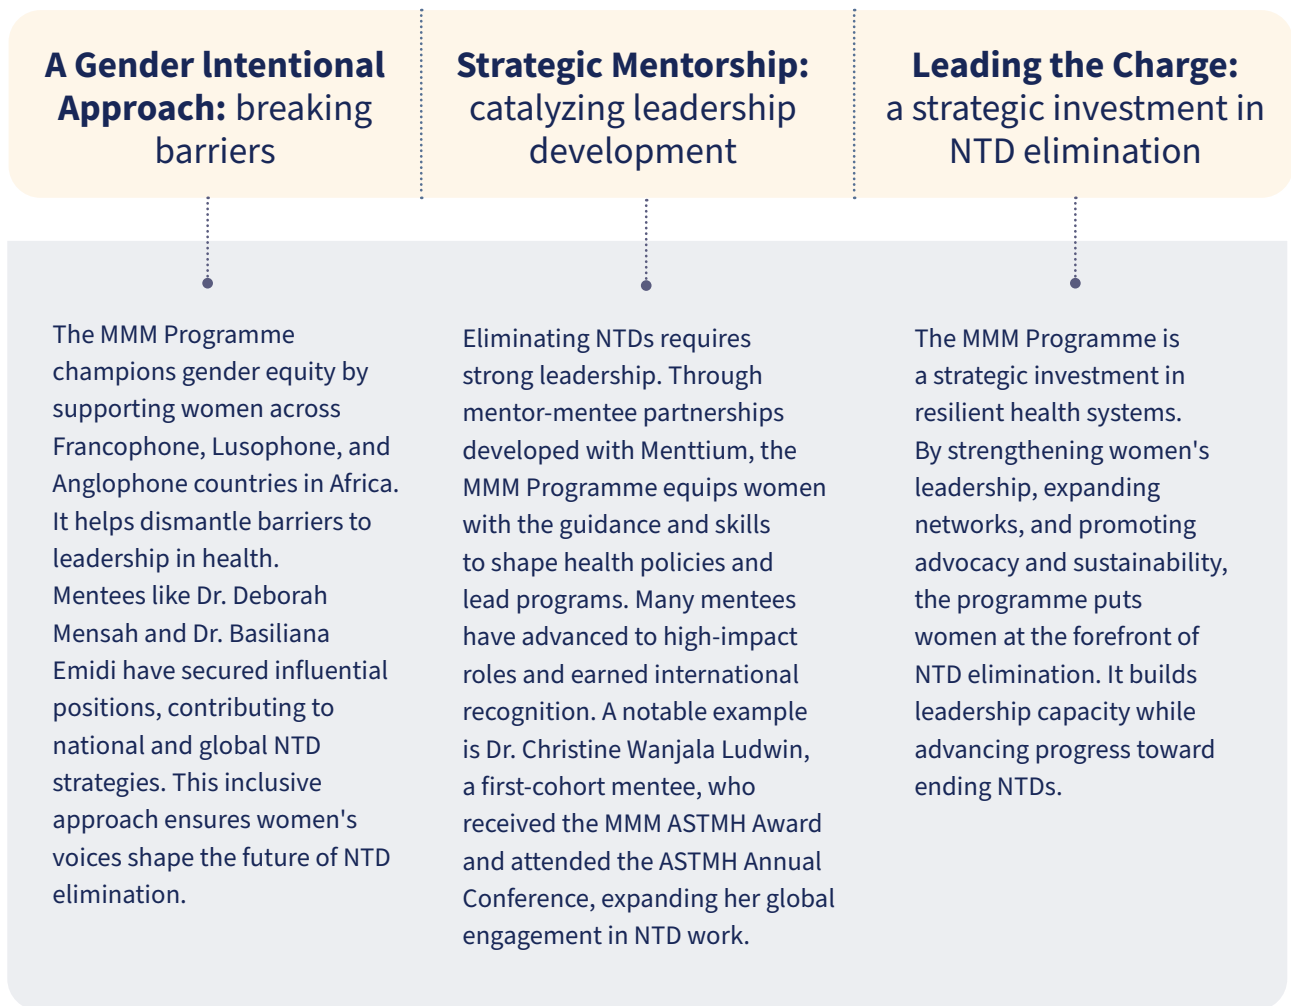 A Gender Intentional
Approach: breaking
barriers
Strategic Mentorship:
catalyzing leadership
development
Leading the Charge:
a strategic investment in
NTD elimination
The MMM Programme
champions gender equity by
supporting women across
Francophone, Lusophone, and
Anglophone countries in Africa.
It helps dismantle barriers to
leadership in health.
Mentees like Dr. Deborah
Mensah and Dr. Basiliana
Emidi have secured influential
positions, contributing to
national and global NTD
strategies. This inclusive
approach ensures women's
voices shape the future of NTD
elimination.
Eliminating NTDs requires
strong leadership. Through
mentor-mentee partnerships
developed with Menttium, the
MMM Programme equips women
with the guidance and skills
to shape health policies and
lead programs. Many mentees
have advanced to high-impact
roles and earned international
recognition. A notable example
is Dr. Christine Wanjala Ludwin,
a first-cohort mentee, who
received the MMM ASTMH Award
and attended the ASTMH Annual
Conference, expanding her global
engagement in NTD work.
The MMM Programme is
a strategic investment in
resilient health systems.
By strengthening women's
leadership, expanding
networks, and promoting
advocacy and sustainability,
the programme puts
women at the forefront of
NTD elimination. It builds
leadership capacity while
advancing progress toward
ending NTDs.